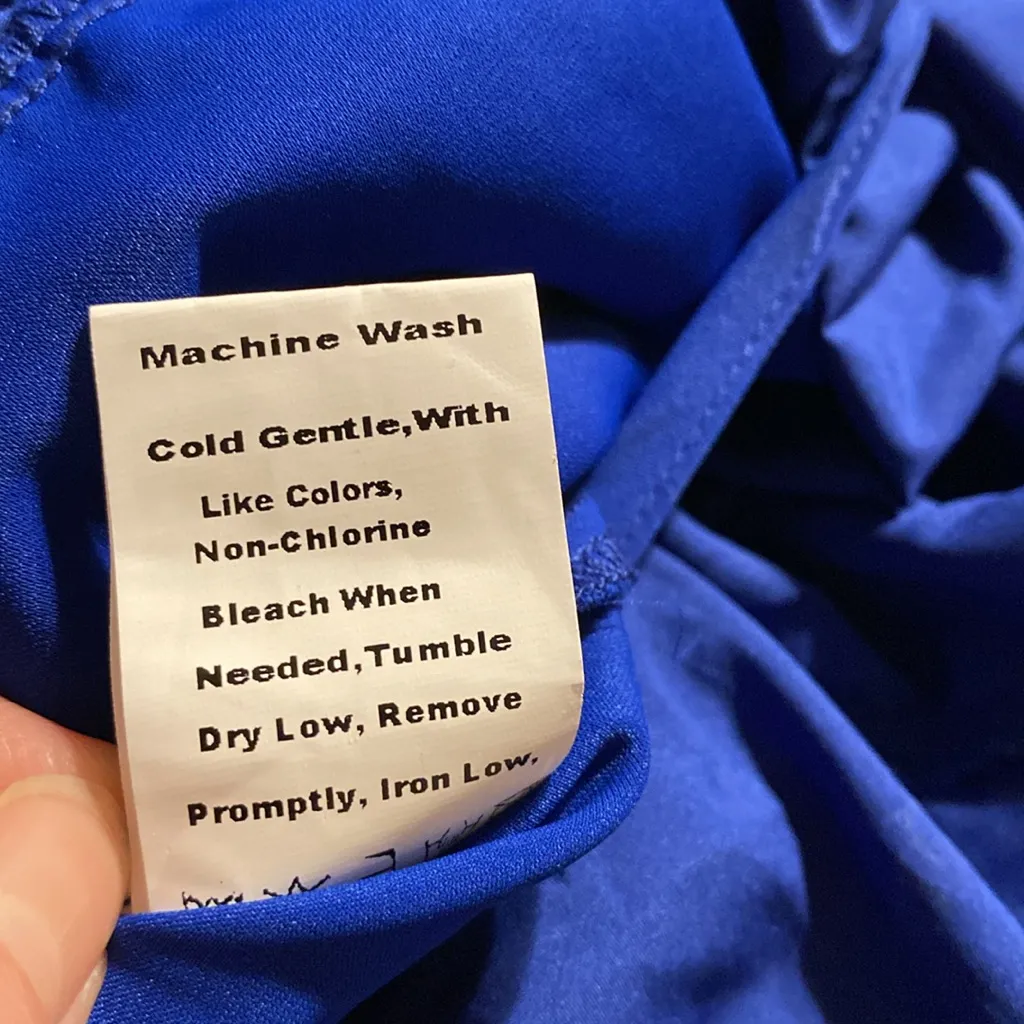 Machine Wash
Cold Gentle,With
Like Colors,
Non-Chlorine
Bleach When
Needed,Tumble
Dry Low, Remove
Promptly, Iron Low,